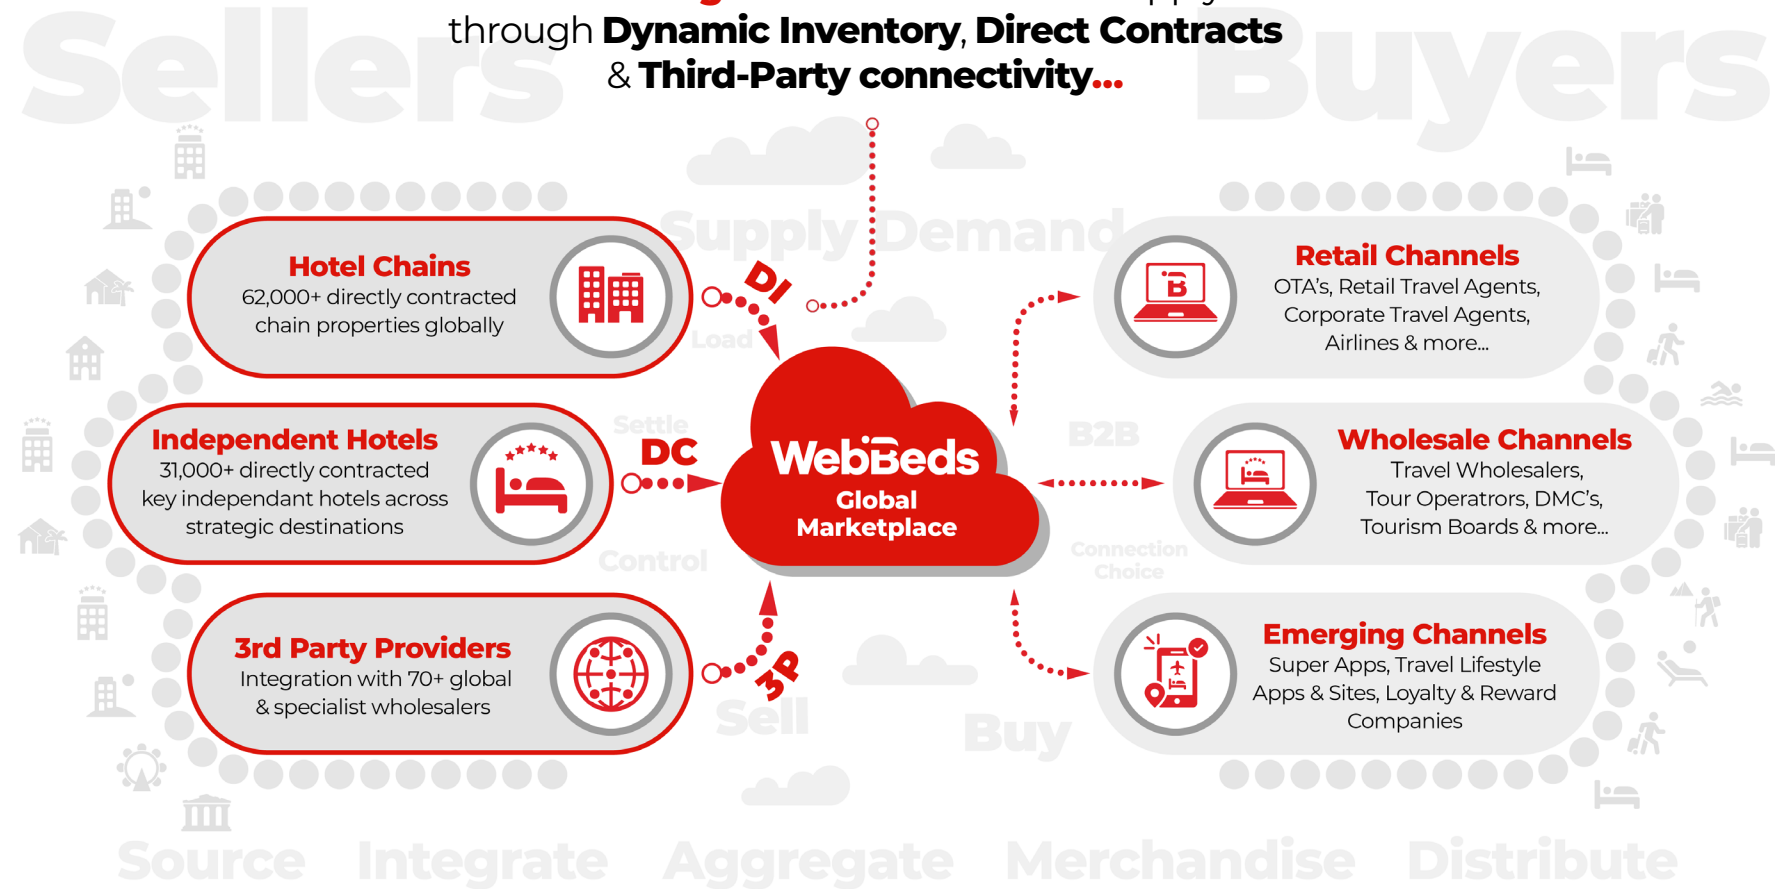 Sellers
Buyers
through Dynamic Inventory, Direct Contracts
& Third-Party connectivity...
Supply Demand
Hotel Chains
62,000+ directly contracted
chain properties globally
DI
Load
Retail Channels
OTA’s, Retail Travel Agents,
Corporate Travel Agents,
Airlines & more...
B
Independent Hotels
31,000+ directly contracted
key independant hotels across
strategic destinations
Settle
DC
WebBeds
Global
Marketplace
B2B
Wholesale Channels
Travel Wholesalers,
Tour Operatrors, DMC’s,
Tourism Boards & more...
Control
Connection
Choice
3rd Party Providers
Integration with 70+ global
& specialist wholesalers
3P
Sell
Buy
Emerging Channels
Super Apps, Travel Lifestyle
Apps & Sites, Loyalty & Reward
Companies
Source Integrate Aggregate Merchandise Distribute